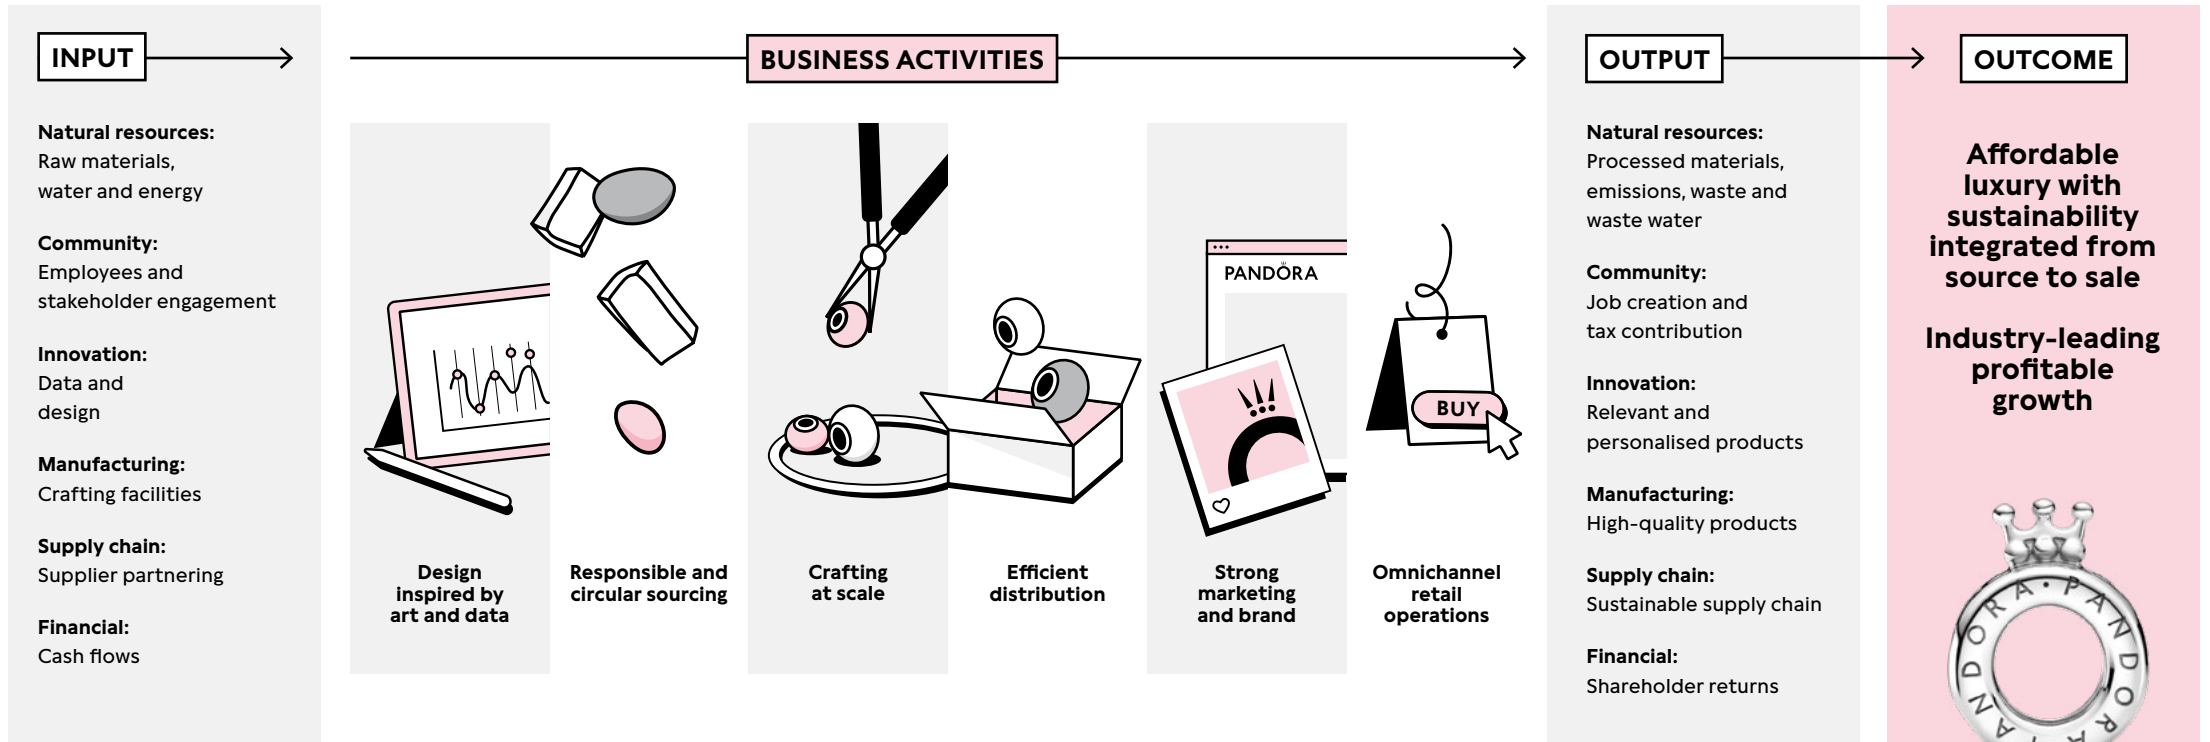 INPUT
Natural resources:
Raw materials,
water and energy
Community:
Employees and
stakeholder engagement
Innovation:
Data and
design
Manufacturing:
Crafting facilities
Supply chain:
Supplier partnering
Financial:
Cash flows
BUSINESS ACTIVITIES
PANDORA
BUY
Design
inspired by
art and data
Responsible and
circular sourcing
Crafting
at scale
Efficient
distribution
Strong
marketing
and brand
Omnichannel
retail
operations
OUTPUT
Natural resources:
Processed materials,
emissions, waste and
waste water
Community:
Job creation and
tax contribution
Innovation:
Relevant and
personalised products
Manufacturing:
High-quality products
Supply chain:
Sustainable supply chain
Financial:
Shareholder returns
OUTCOME
Affordable
luxury with
sustainability
integrated from
source to sale
Industry-leading
profitable
growth
PANDORA · PANDORA